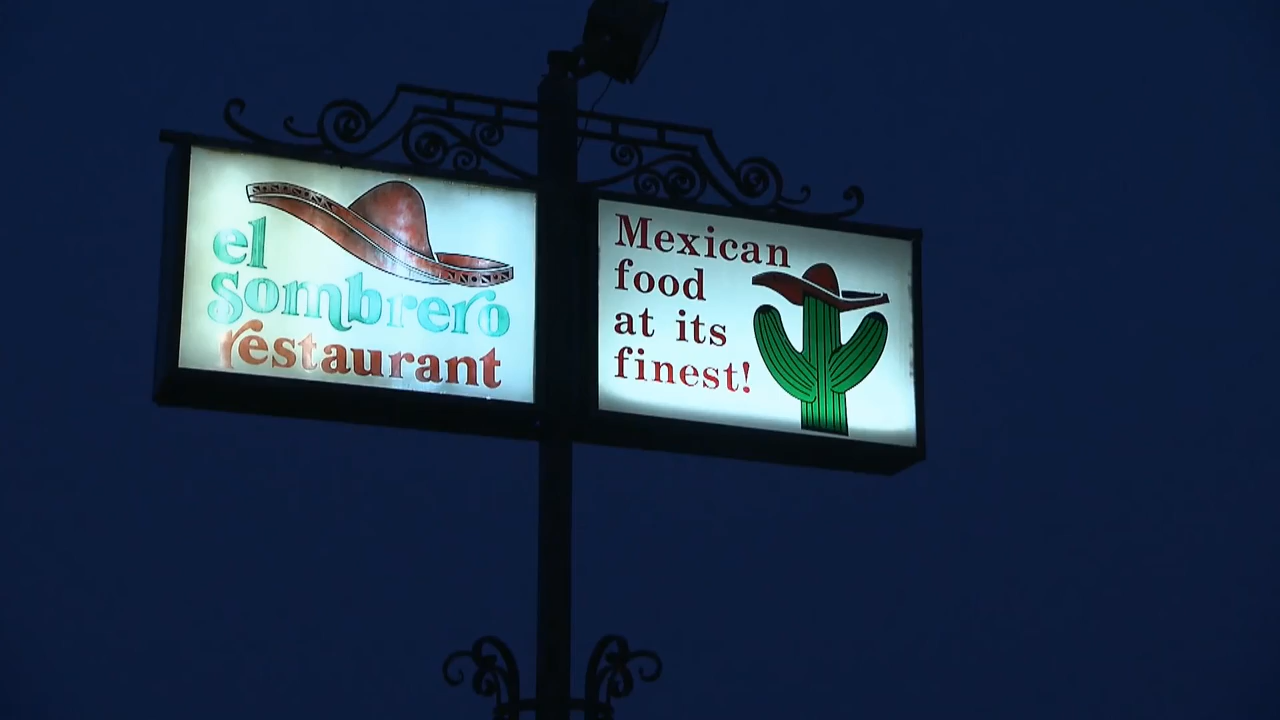 el
sombrero
restaurant
Mexican
food
at its
finest!